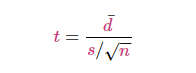 t = d̄ / (s/√n)